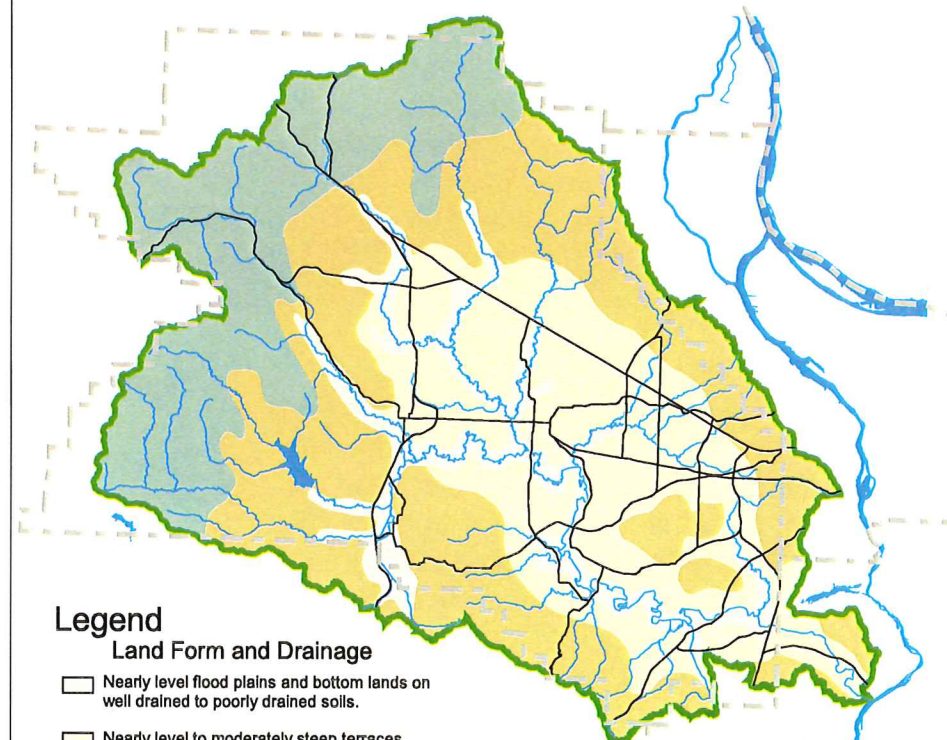 Legend
Land Form and Drainage
Nearly level flood plains and bottom lands on
well drained to poorly drained soils.
Nearly level to moderately steep terraces